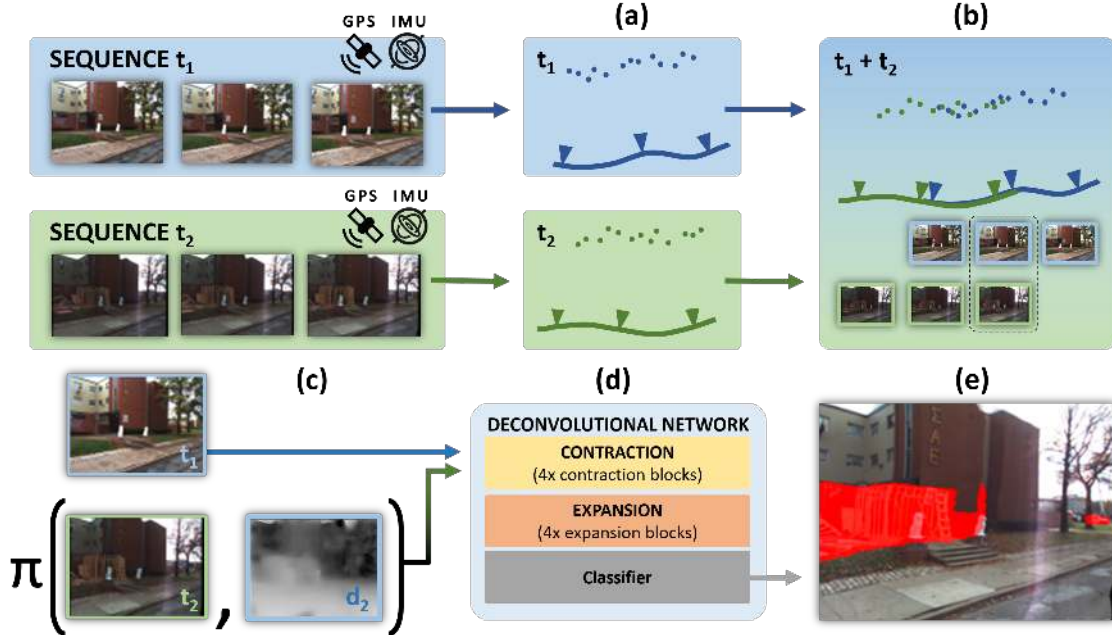 (a)
(b)
GPS IMU
SEQUENCE t1
t1
t1 + t2
GPS IMU
SEQUENCE t2
t2
(c)
(d)
(e)
t1
DECONVOLUTIONAL NETWORK
CONTRACTION
(4x contraction blocks)
EXPANSION
(4x expansion blocks)
Classifier
π ( t2 , d2 )
ΣΑΕ